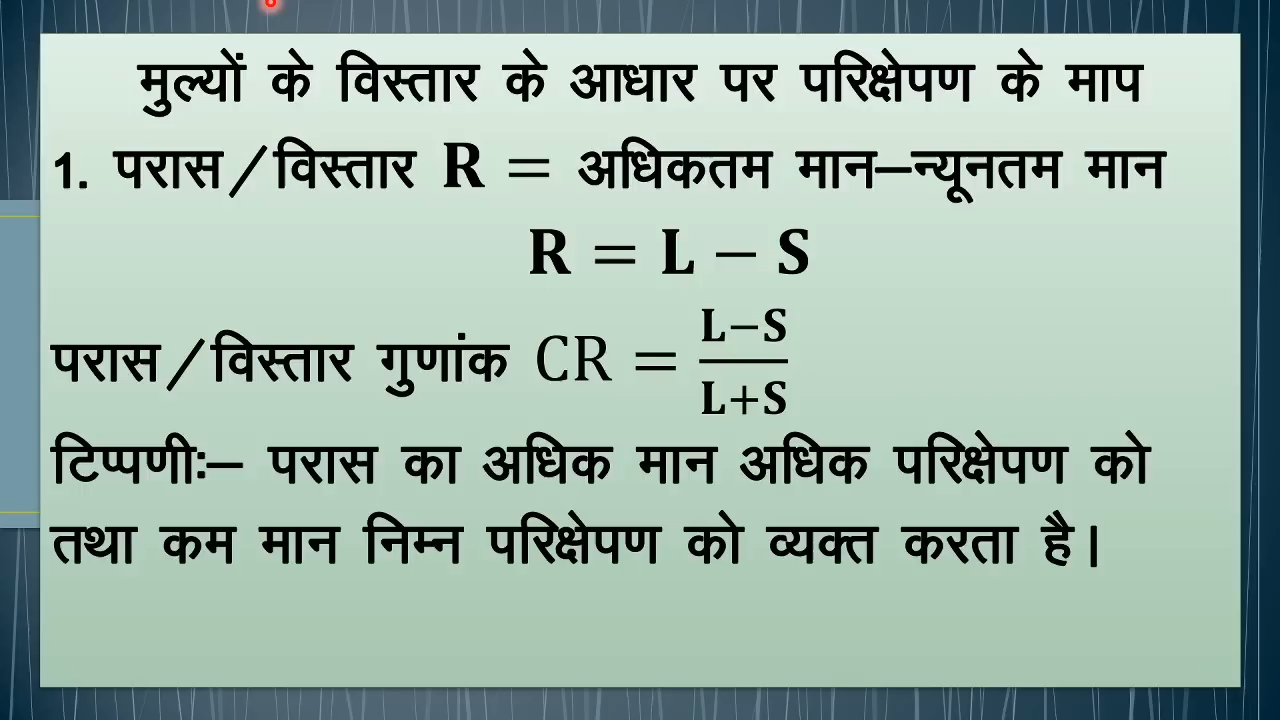 मुल्यों के विस्तार के आधार पर परिक्षेपण के माप
1. परास/विस्तार R = अधिकतम मान–न्यूनतम मान
R = L − S
परास/विस्तार गुणांक CR = L−S/L+S
टिप्पणीः– परास का अधिक मान अधिक परिक्षेपण को
तथा कम मान निम्न परिक्षेपण को व्यक्त करता है।